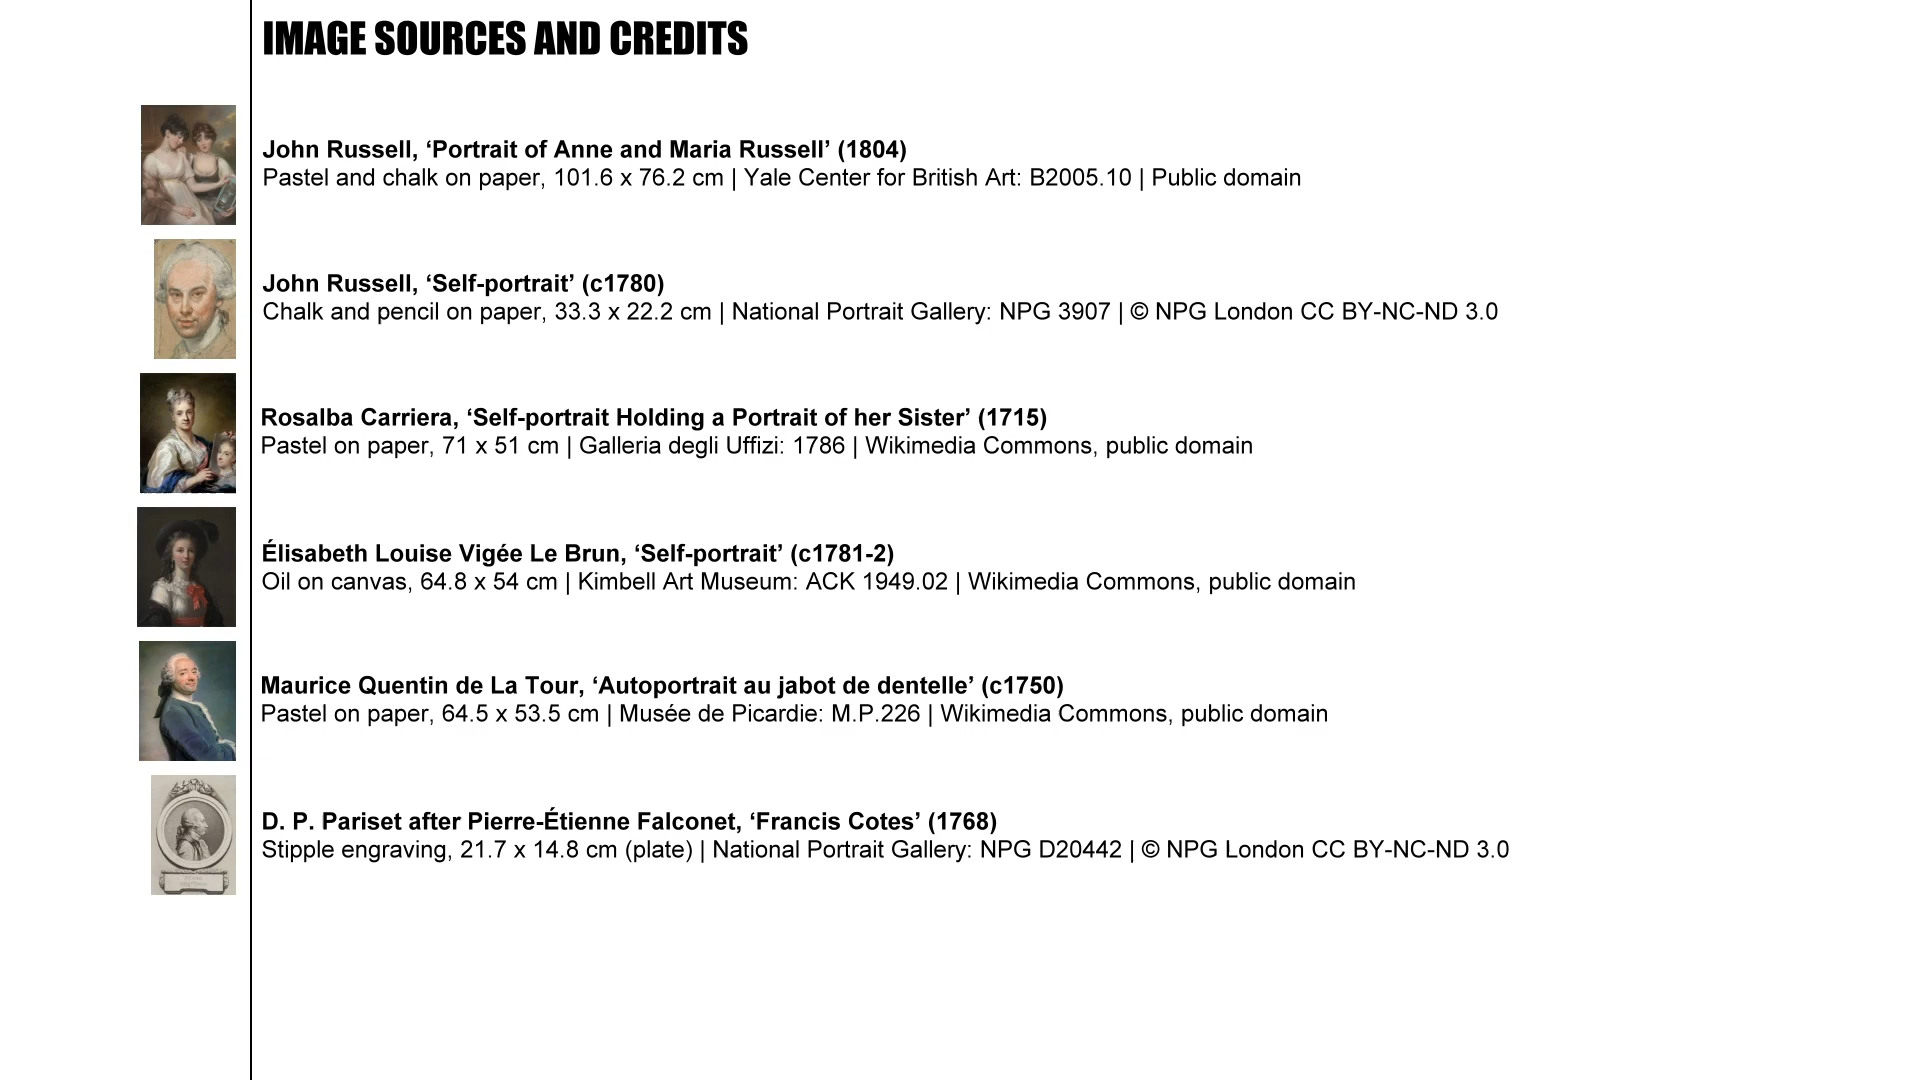 IMAGE SOURCES AND CREDITS
John Russell, ‘Portrait of Anne and Maria Russell’ (1804)
Pastel and chalk on paper, 101.6 x 76.2 cm | Yale Center for British Art: B2005.10 | Public domain
John Russell, ‘Self-portrait’ (c1780)
Chalk and pencil on paper, 33.3 x 22.2 cm | National Portrait Gallery: NPG 3907 | © NPG London CC BY-NC-ND 3.0
Rosalba Carriera, ‘Self-portrait Holding a Portrait of her Sister’ (1715)
Pastel on paper, 71 x 51 cm | Galleria degli Uffizi: 1786 | Wikimedia Commons, public domain
Élisabeth Louise Vigée Le Brun, ‘Self-portrait’ (c1781-2)
Oil on canvas, 64.8 x 54 cm | Kimbell Art Museum: ACK 1949.02 | Wikimedia Commons, public domain
Maurice Quentin de La Tour, ‘Autoportrait au jabot de dentelle’ (c1750)
Pastel on paper, 64.5 x 53.5 cm | Musée de Picardie: M.P.226 | Wikimedia Commons, public domain
D. P. Pariset after Pierre-Étienne Falconet, ‘Francis Cotes’ (1768)
Stipple engraving, 21.7 x 14.8 cm (plate) | National Portrait Gallery: NPG D20442 | © NPG London CC BY-NC-ND 3.0